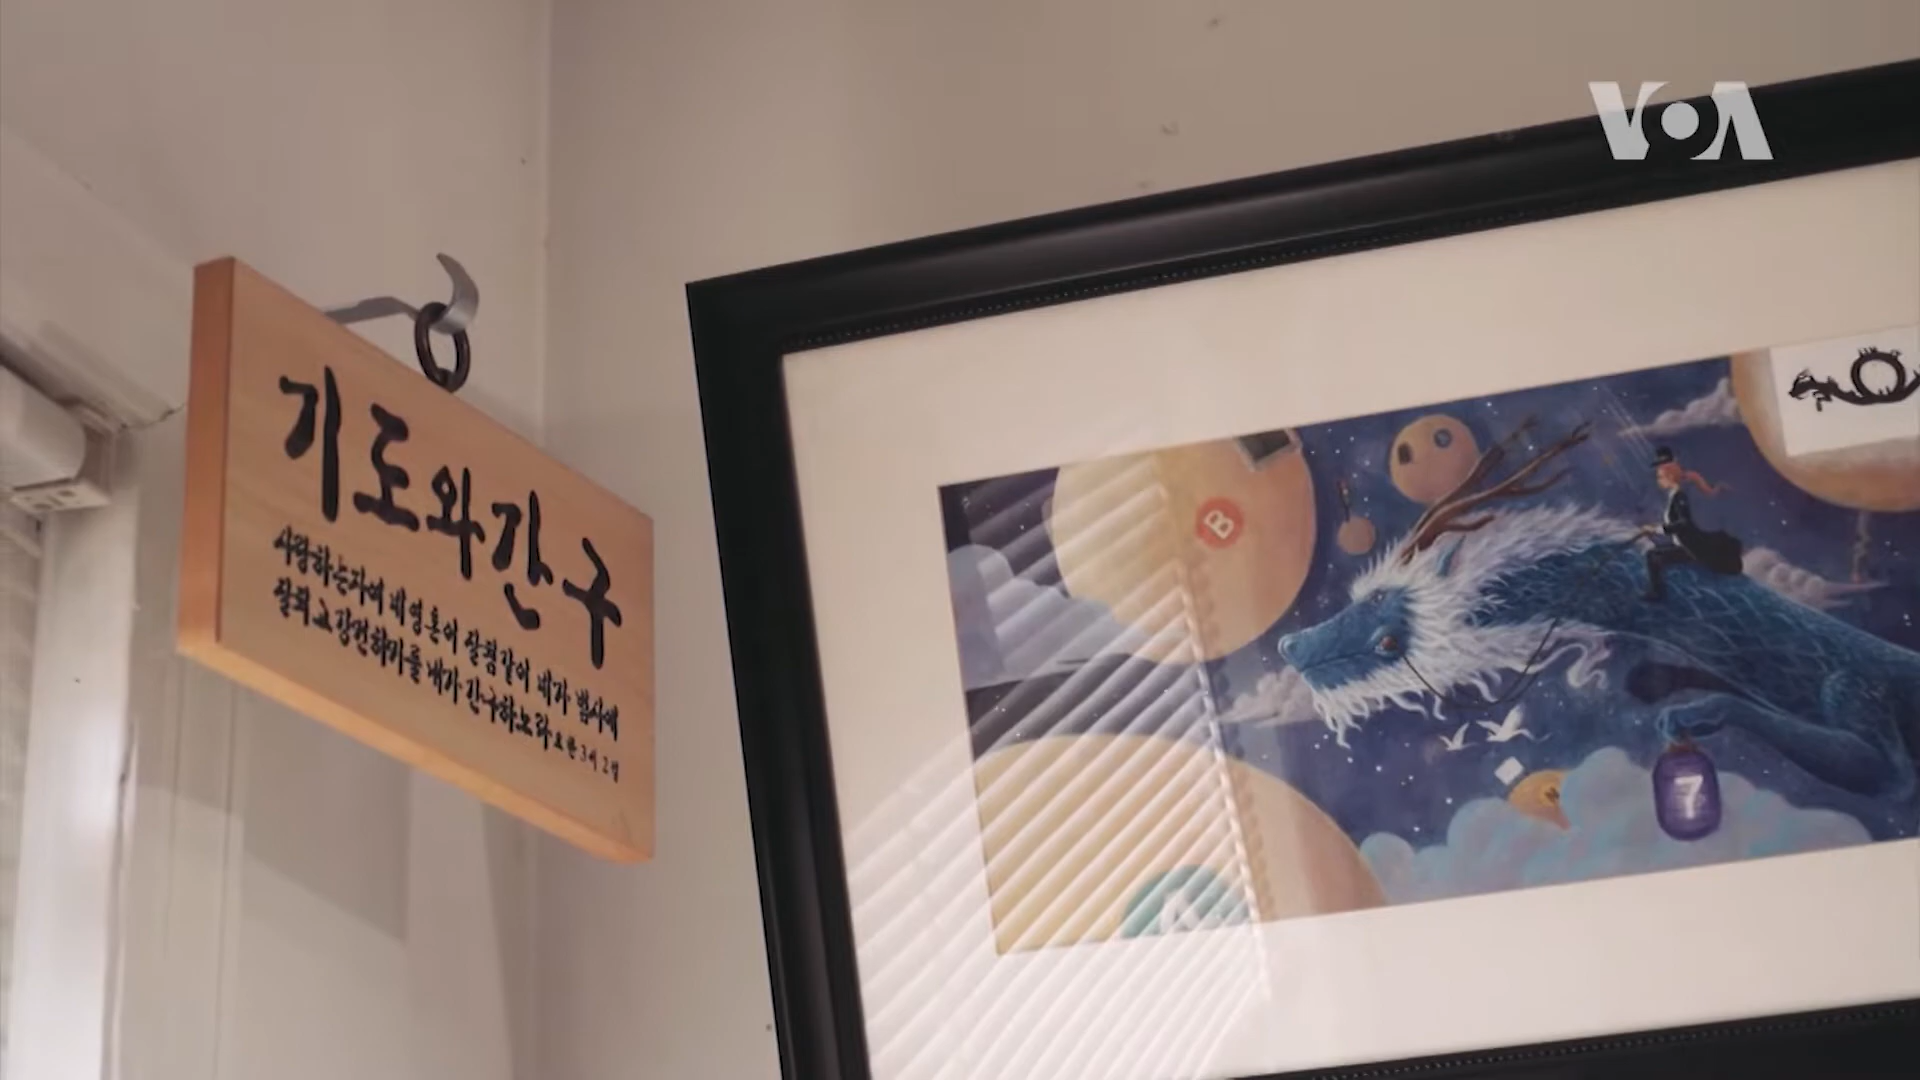 VOA
기도와간구
사랑하는자여 네영혼이 잘됨같이 네가 범사에
잘되고 강건하기를 내가 간구하노라 요한 3서 2절
B
7
A